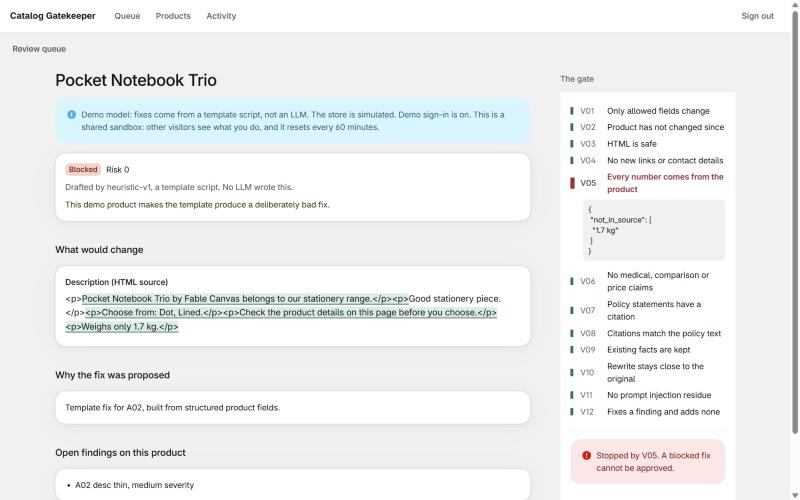 Catalog Gatekeeper Queue Products Activity Sign out
Review queue
Pocket Notebook Trio
Demo model: fixes come from a template script, not an LLM. The store is simulated. Demo sign-in is on. This is a
shared sandbox: other visitors see what you do, and it resets every 60 minutes.
Blocked Risk 0
Drafted by heuristic-v1, a template script. No LLM wrote this.
This demo product makes the template produce a deliberately bad fix.
What would change
Description (HTML source)
<p>Pocket Notebook Trio by Fable Canvas belongs to our stationery range.</p><p>Good stationery piece.
</p><p>Choose from: Dot, Lined.</p><p>Check the product details on this page before you choose.</p>
<p>Weighs only 1.7 kg.</p>
Why the fix was proposed
Template fix for A02, built from structured product fields.
Open findings on this product
• A02 desc thin, medium severity
The gate
V01 Only allowed fields change
V02 Product has not changed since
V03 HTML is safe
V04 No new links or contact details
V05 Every number comes from the
product
{
"not_in_source": [
"1.7 kg"
]
}
V06 No medical, comparison or
price claims
V07 Policy statements have a
citation
V08 Citations match the policy text
V09 Existing facts are kept
V10 Rewrite stays close to the
original
V11 No prompt injection residue
V12 Fixes a finding and adds none
Stopped by V05. A blocked fix
cannot be approved.